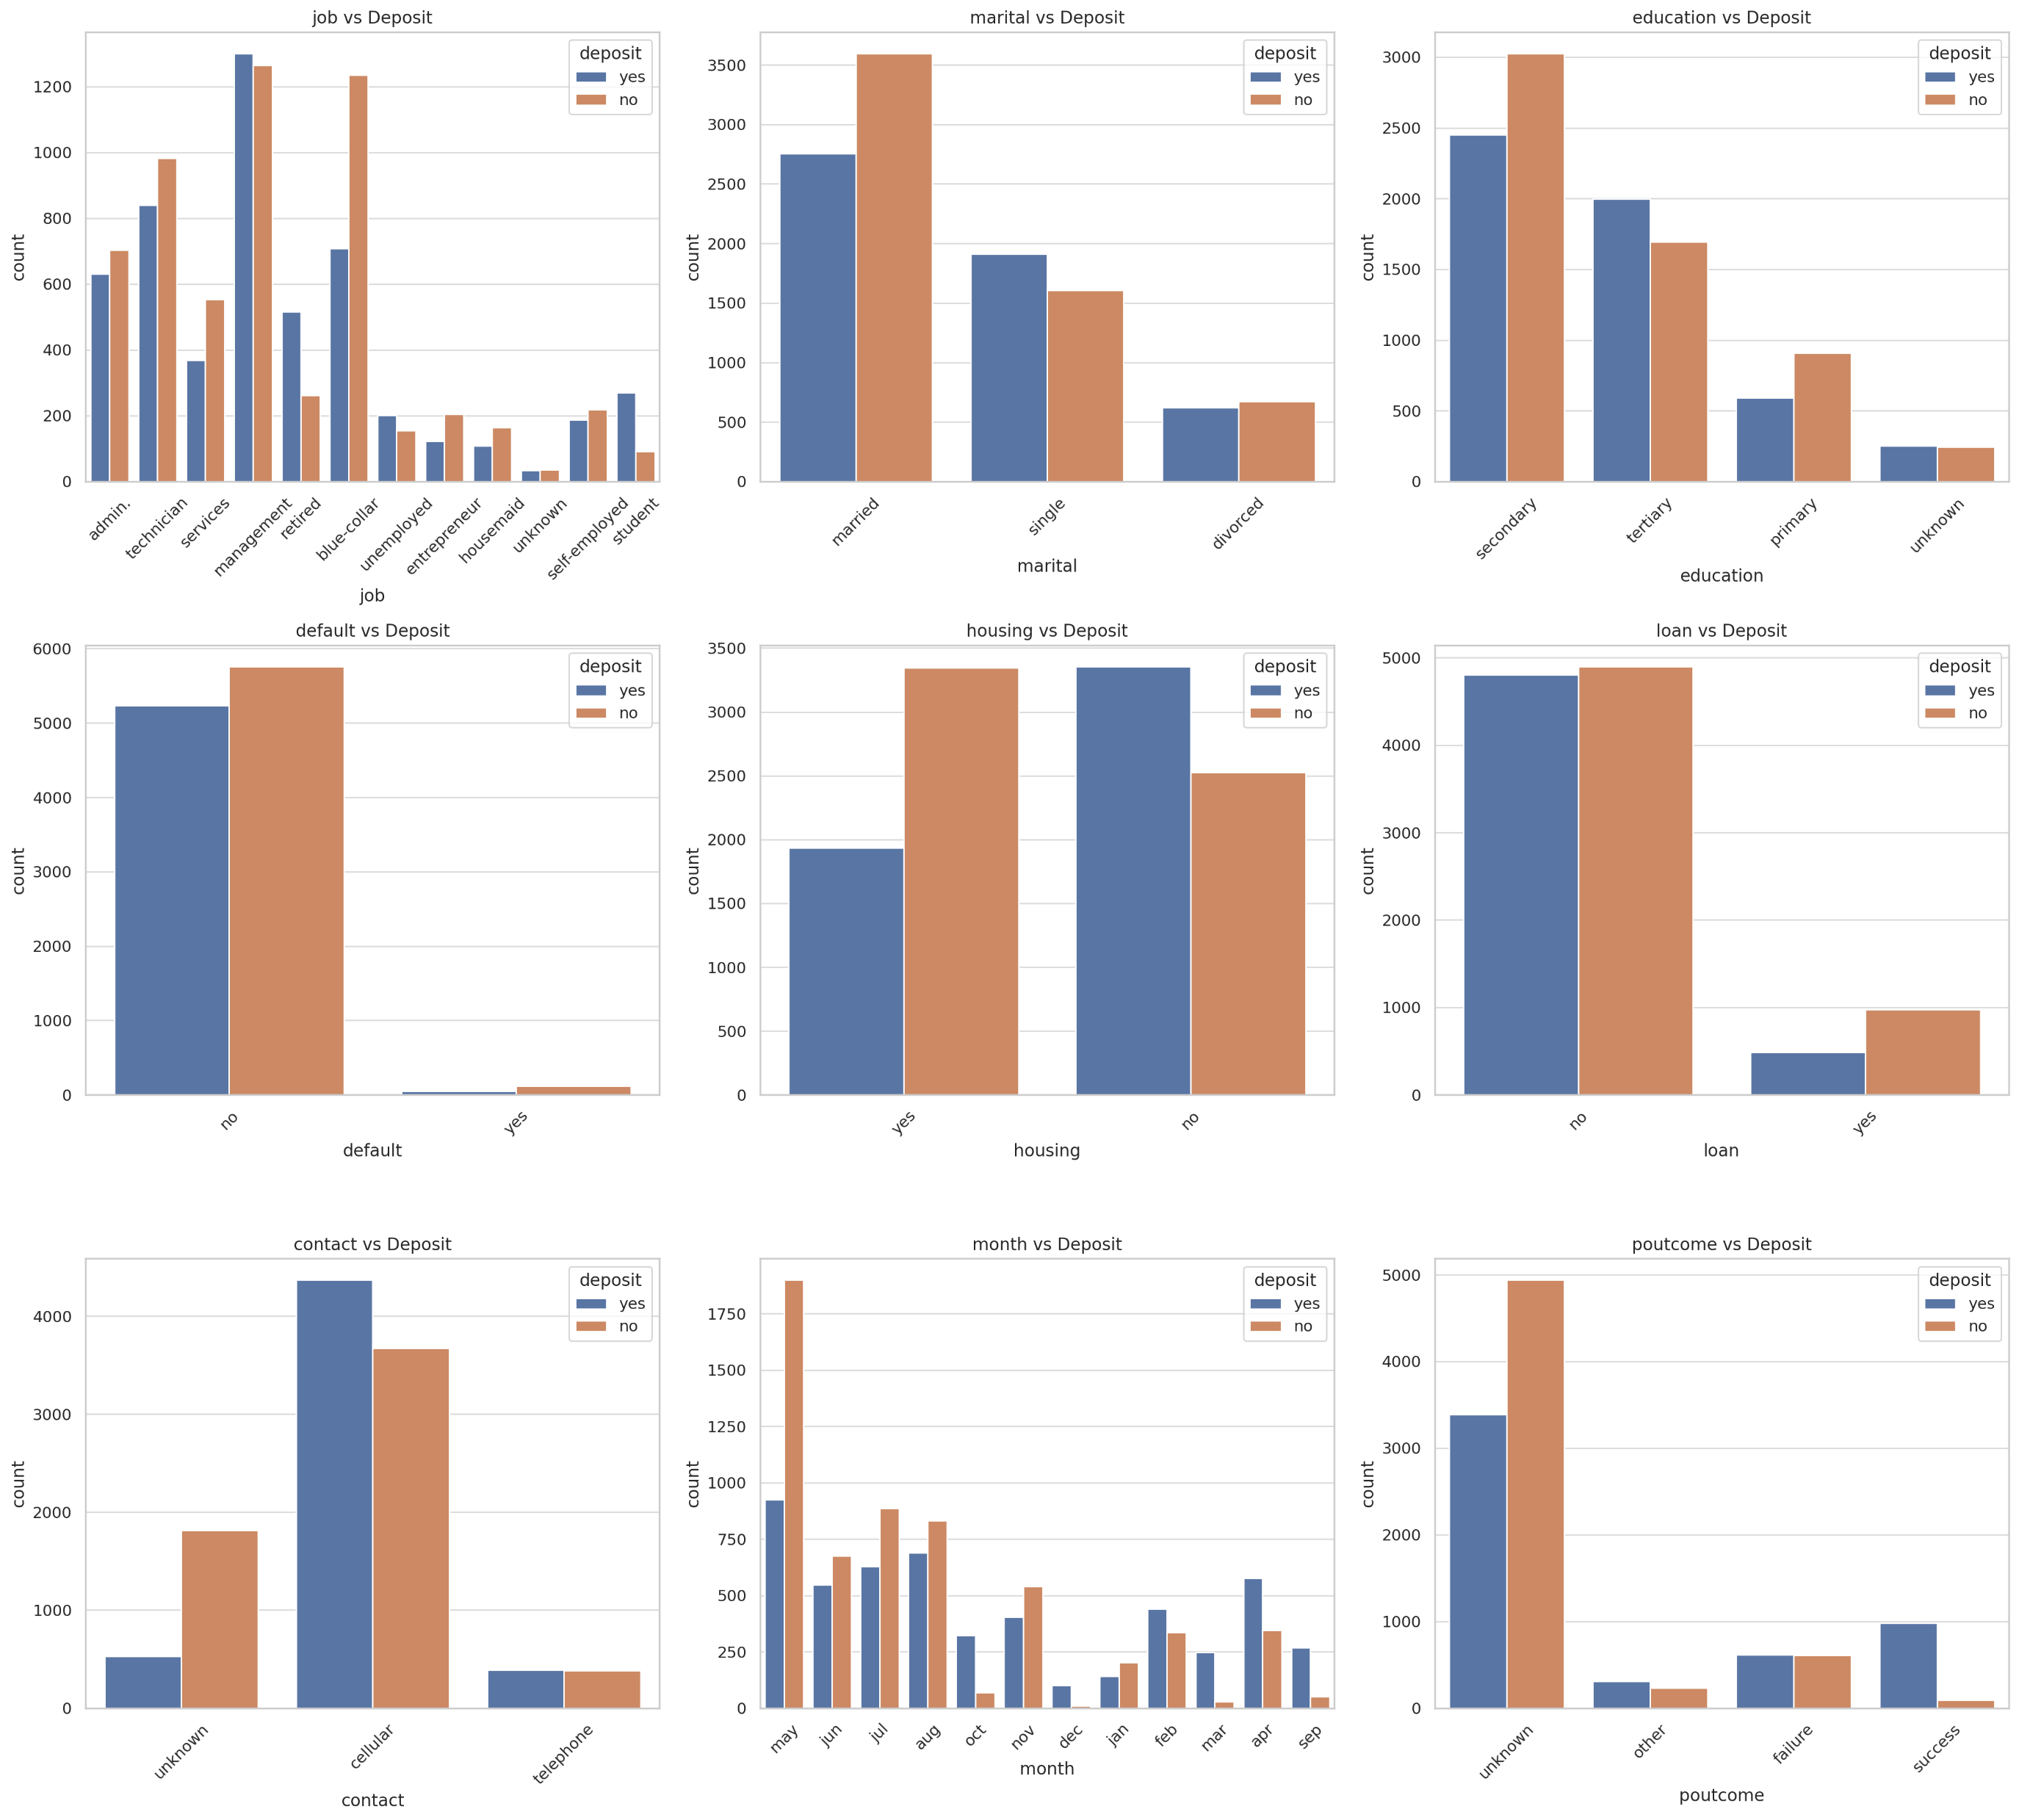 job vs Deposit
deposit
yes
no
1200
1000
800
600
400
200
0
count
admin.
technician
services
management
retired
blue-collar
unemployed
entrepreneur
housemaid
unknown
self-employed
student
job
marital vs Deposit
deposit
yes
no
3500
3000
2500
2000
1500
1000
500
0
count
married
single
divorced
marital
education vs Deposit
deposit
yes
no
3000
2500
2000
1500
1000
500
0
count
secondary
tertiary
primary
unknown
education
default vs Deposit
deposit
yes
no
6000
5000
4000
3000
2000
1000
0
count
no
yes
default
housing vs Deposit
deposit
yes
no
3500
3000
2500
2000
1500
1000
500
0
count
yes
no
housing
loan vs Deposit
deposit
yes
no
5000
4000
3000
2000
1000
0
count
no
yes
loan
contact vs Deposit
deposit
yes
no
4000
3000
2000
1000
0
count
unknown
cellular
telephone
contact
month vs Deposit
deposit
yes
no
1750
1500
1250
1000
750
500
250
0
count
may
jun
jul
aug
oct
nov
dec
jan
feb
mar
apr
sep
month
poutcome vs Deposit
deposit
yes
no
5000
4000
3000
2000
1000
0
count
unknown
other
failure
success
poutcome